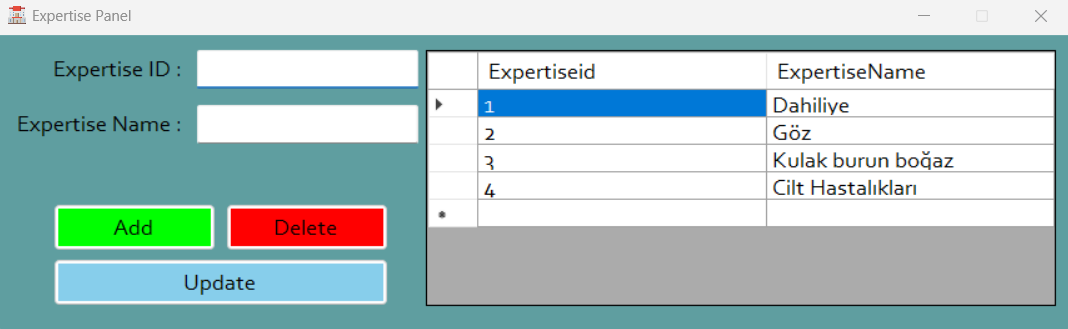 Expertise Panel
Expertise ID :
Expertise Name :
Add
Delete
Update
Expertiseid ExpertiseName
1 Dahiliye
2 Göz
3 Kulak burun boğaz
4 Cilt Hastalıkları